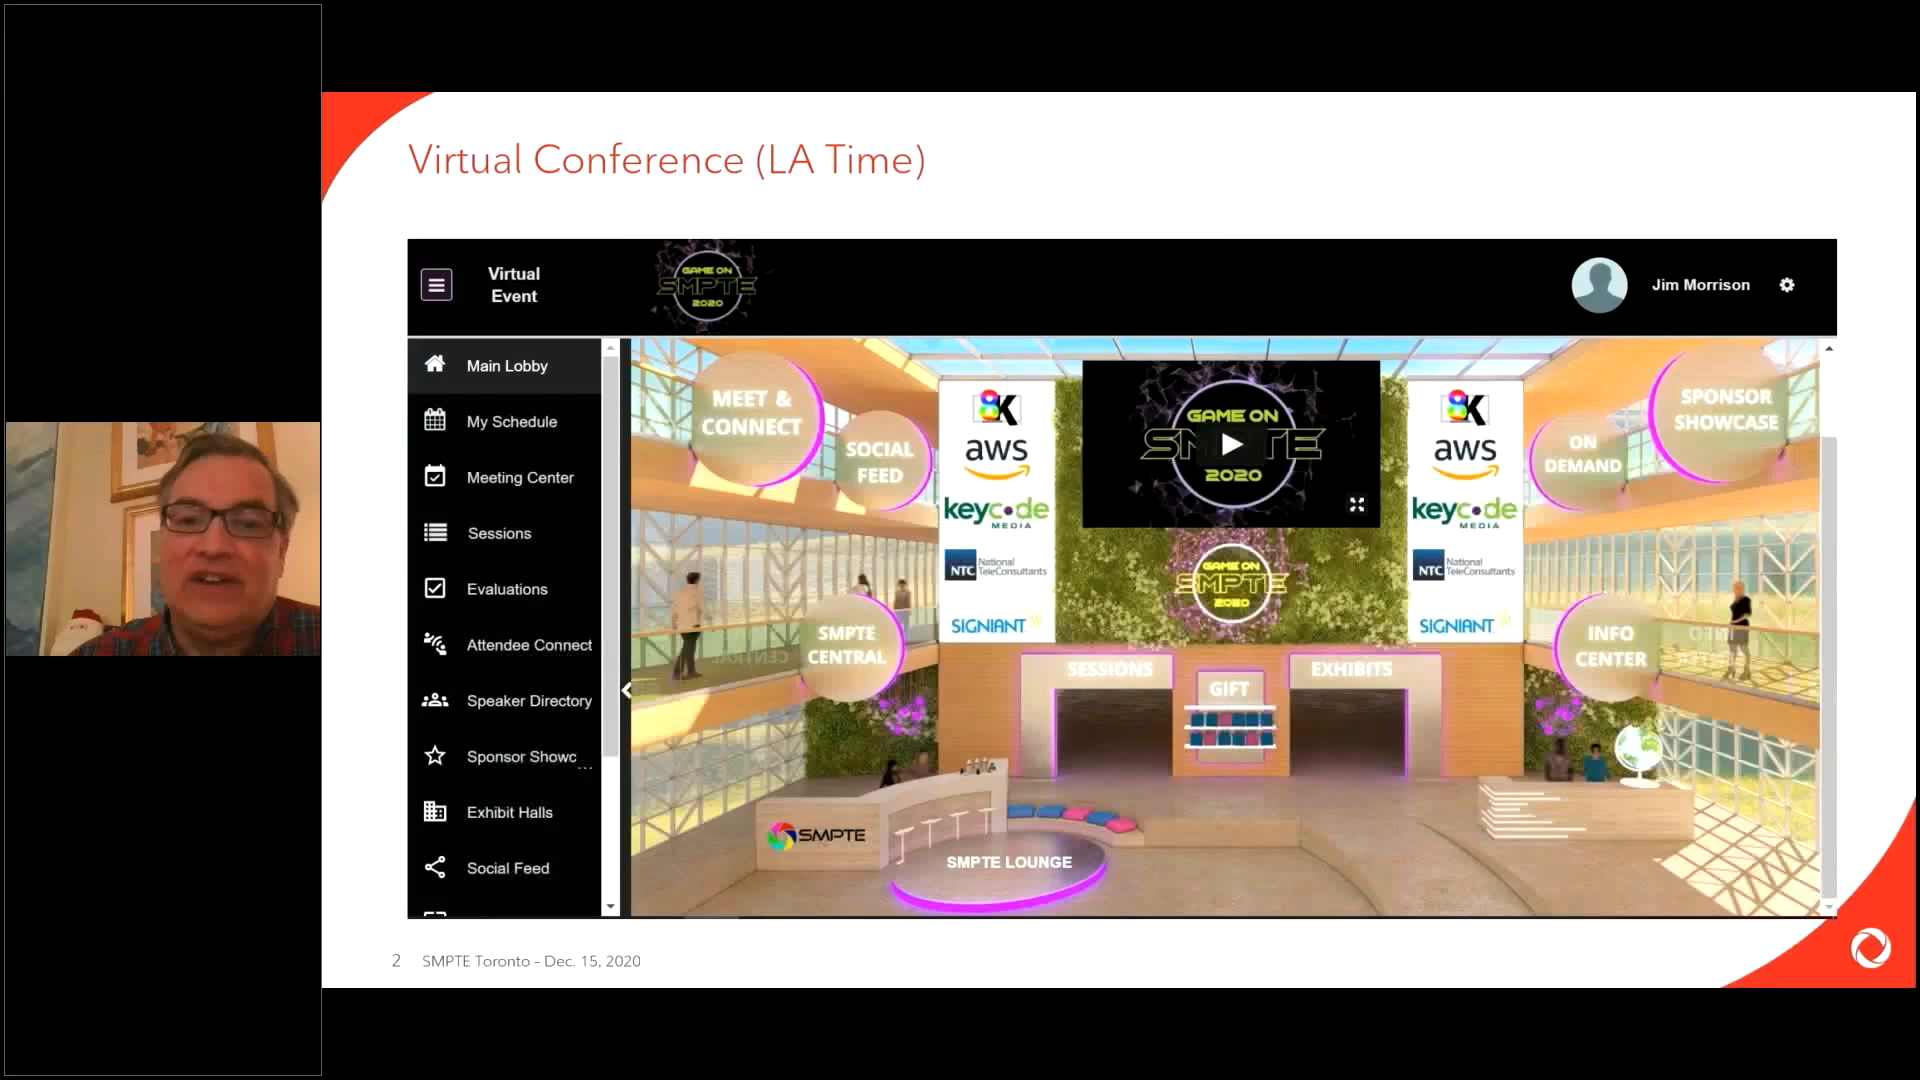 Virtual Conference (LA Time)
Virtual
Event
GAME ON
SMPTE
2020
Jim Morrison
Main Lobby
My Schedule
Meeting Center
Sessions
Evaluations
Attendee Connect
Speaker Directory
Sponsor Showc...
Exhibit Halls
Social Feed
MEET &
CONNECT
SOCIAL
FEED
SMPTE
CENTRAL
8K
aws
keycode
MEDIA
NTC National
TeleConsultants
SIGNIANT
GAME ON
SMPTE
2020
GAME ON
SMPTE
2020
8K
aws
keycode
MEDIA
NTC National
TeleConsultants
SIGNIANT
ON
DEMAND
SPONSOR
SHOWCASE
INFO
CENTER
SESSIONS
GIFT
EXHIBITS
SMPTE
SMPTE LOUNGE
2 SMPTE Toronto – Dec. 15, 2020